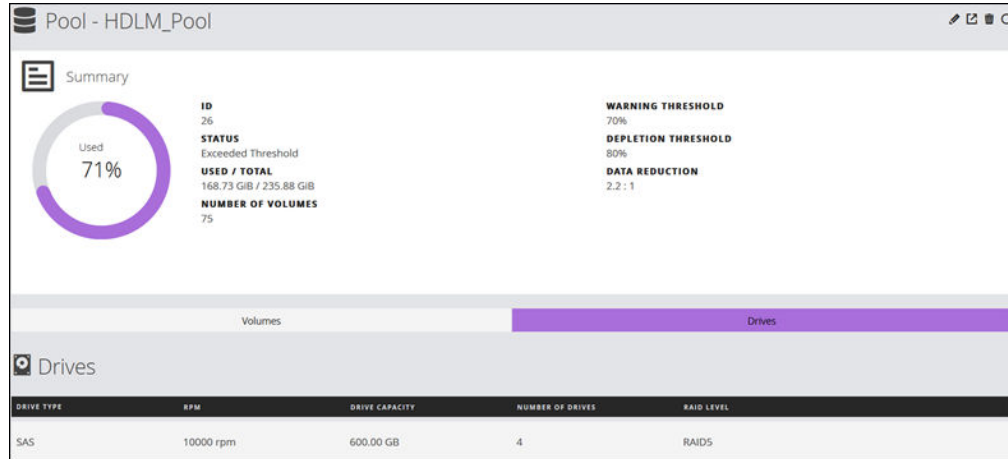 Pool - HDLM_Pool
Summary
Used
71%
ID
26
STATUS
Exceeded Threshold
USED / TOTAL
168.73 GiB / 235.88 GiB
NUMBER OF VOLUMES
75
WARNING THRESHOLD
70%
DEPLETION THRESHOLD
80%
DATA REDUCTION
2.2 : 1
Volumes Drives
Drives
DRIVE TYPE RPM DRIVE CAPACITY NUMBER OF DRIVES RAID LEVEL
SAS 10000 rpm 600.00 GB 4 RAID5